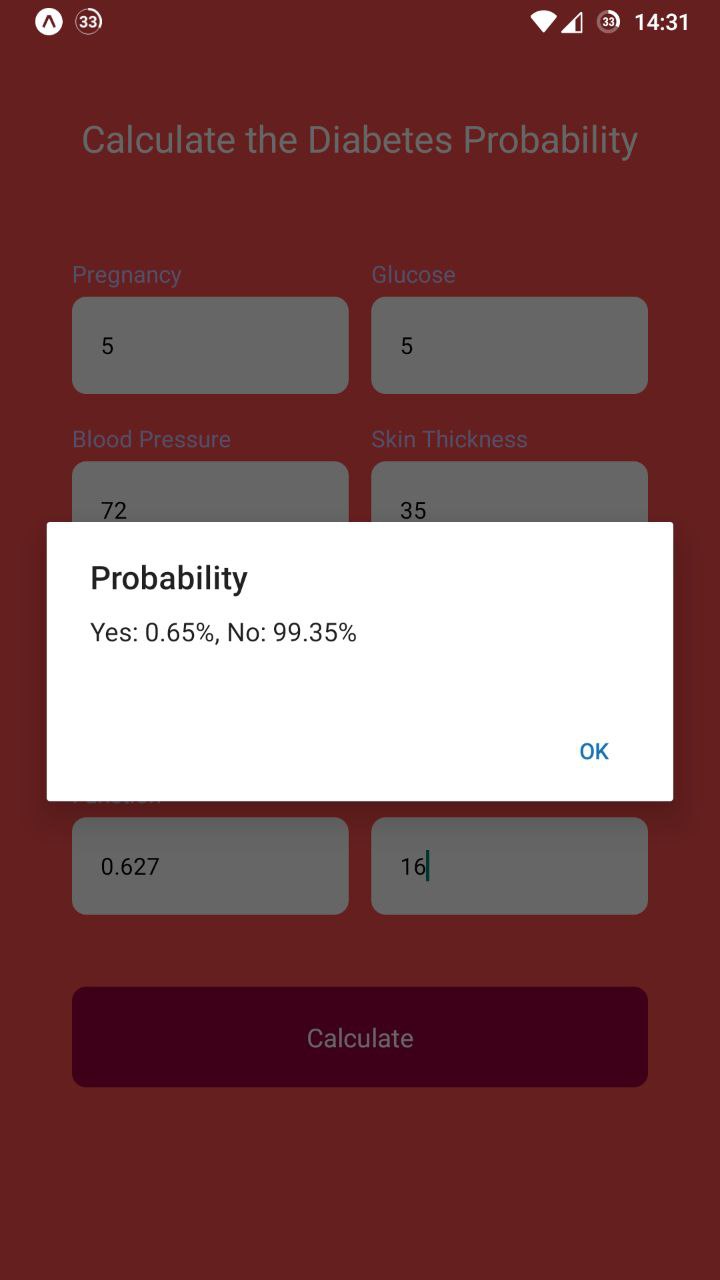 33 33 14:31
Calculate the Diabetes Probability
Pregnancy Glucose
5 5
Blood Pressure Skin Thickness
72 35
Probability
Yes: 0.65%, No: 99.35%
OK
0.627 16
Calculate